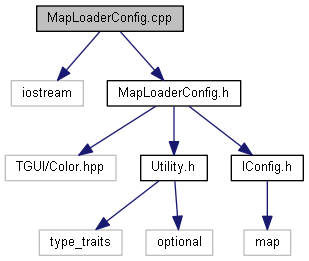 MapLoaderConfig.cpp
iostream
MapLoaderConfig.h
TGUI/Color.hpp
Utility.h
IConfig.h
type_traits
optional
map